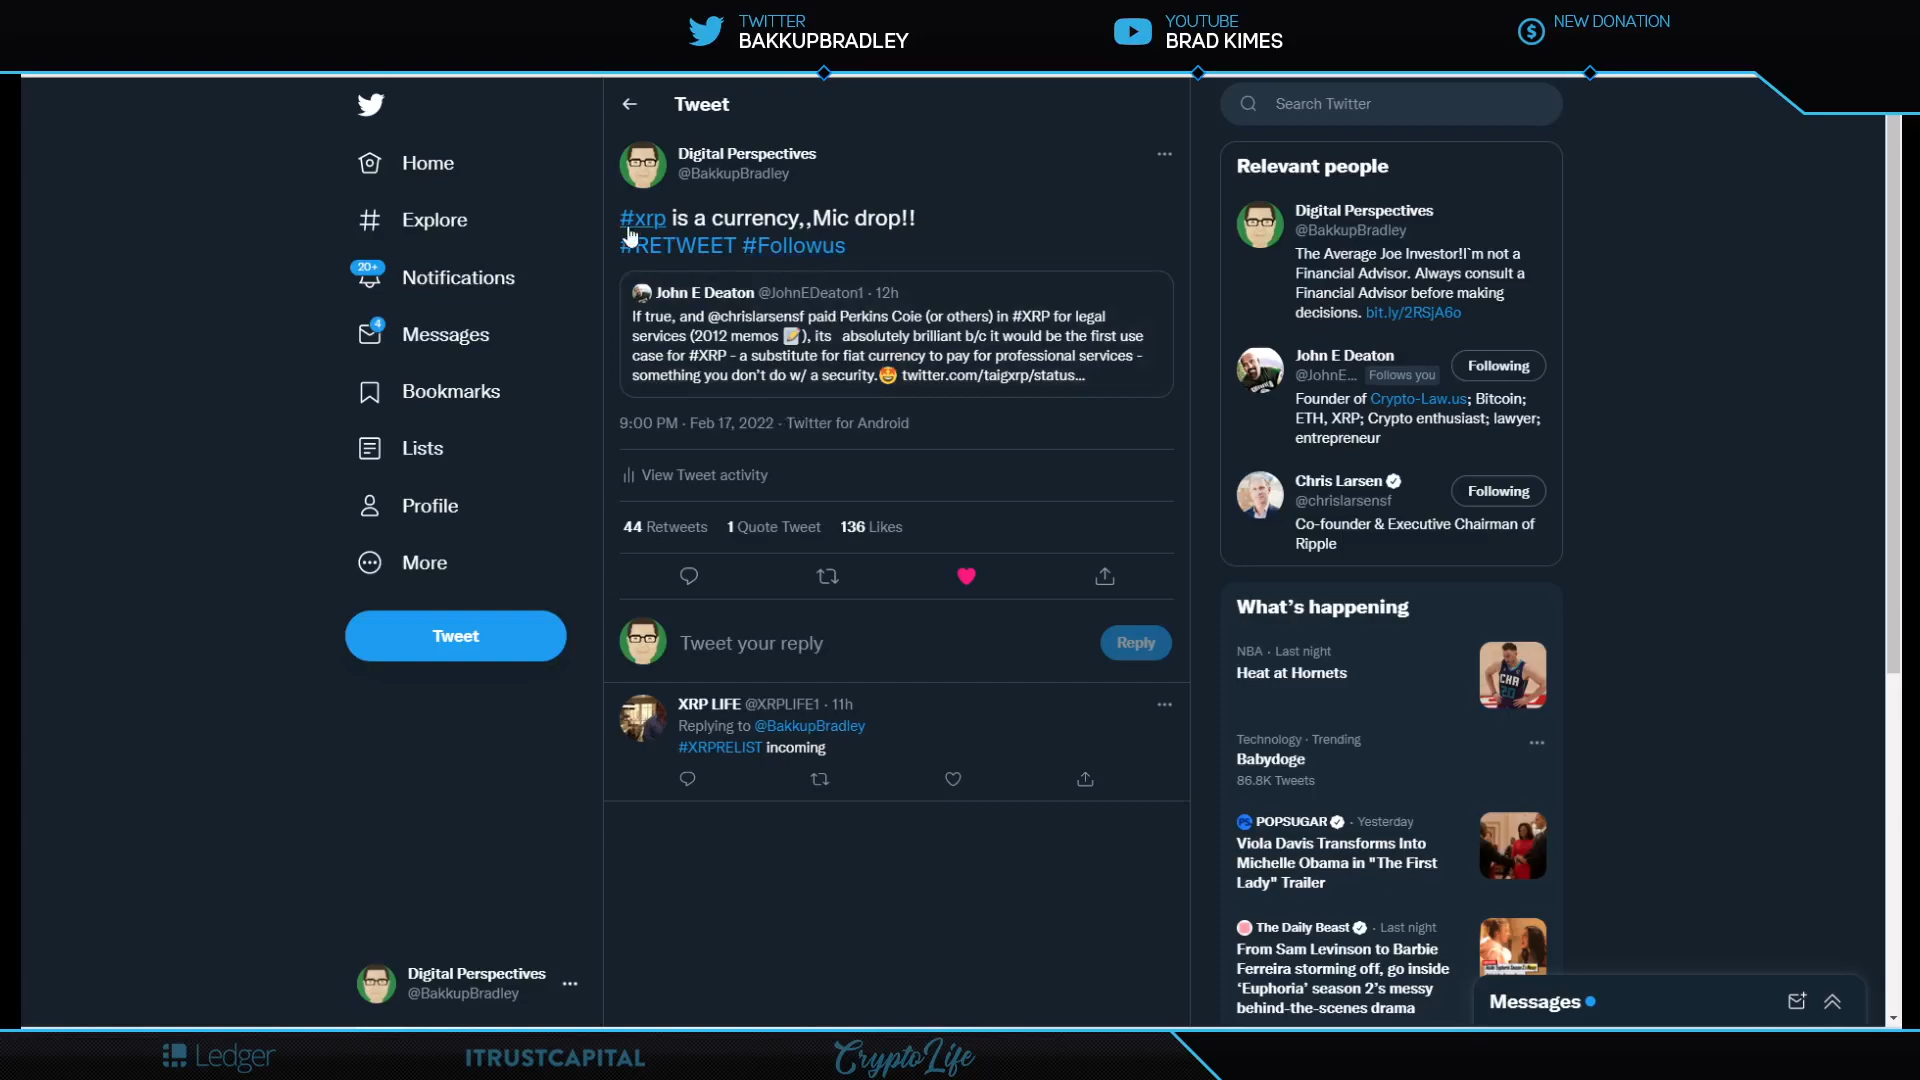 TWITTER
BAKKUPBRADLEY
YOUTUBE
BRAD KIMES
NEW DONATION
Home
Explore
20+
Notifications
4
Messages
Bookmarks
Lists
Profile
More
Tweet
Digital Perspectives
@BakkupBradley
Tweet
Digital Perspectives
@BakkupBradley
#xrp is a currency,,Mic drop!!
#RETWEET #Followus
John E Deaton @JohnEDeaton1 · 12h
If true, and @chrislarsensf paid Perkins Coie (or others) in #XRP for legal
services (2012 memos 📝), its absolutely brilliant b/c it would be the first use
case for #XRP - a substitute for fiat currency to pay for professional services -
something you don't do w/ a security.🤩 twitter.com/taigxrp/status...
9:00 PM · Feb 17, 2022 · Twitter for Android
View Tweet activity
44 Retweets 1 Quote Tweet 136 Likes
Tweet your reply
Reply
XRP LIFE @XRPLIFE1 · 11h
Replying to @BakkupBradley
#XRPRELIST incoming
Search Twitter
Relevant people
Digital Perspectives
@BakkupBradley
The Average Joe Investor!I`m not a
Financial Advisor. Always consult a
Financial Advisor before making
decisions. bit.ly/2RSjA6o
John E Deaton
@JohnE... Follows you
Following
Founder of Crypto-Law.us; Bitcoin;
ETH, XRP; Crypto enthusiast; lawyer;
entrepreneur
Chris Larsen
@chrislarsensf
Following
Co-founder & Executive Chairman of
Ripple
What's happening
NBA · Last night
Heat at Hornets
CHR
20
Technology · Trending
Babydoge
86.8K Tweets
POPSUGAR · Yesterday
Viola Davis Transforms Into
Michelle Obama in "The First
Lady" Trailer
The Daily Beast · Last night
From Sam Levinson to Barbie
Ferreira storming off, go inside
'Euphoria' season 2's messy
behind-the-scenes drama
Messages
Ledger
ITRUSTCAPITAL
CryptoLife